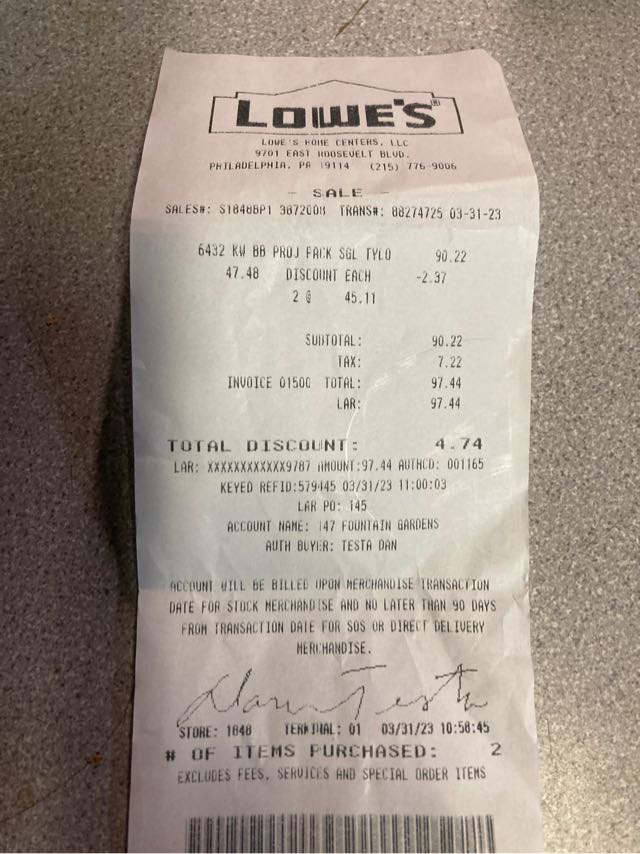 LOWE'S®
LOWE'S HOME CENTERS, LLC
9701 EAST ROOSEVELT BLVD.
PHILADELPHIA, PA 19114 (215) 776-9006
- SALE -
SALES#: S1848BP1 3872008 TRANS#: 88274725 03-31-23
6432 KW BB PROJ PACK SGL TYLO 90.22
47.48 DISCOUNT EACH -2.37
2 @ 45.11
SUBTOTAL: 90.22
TAX: 7.22
INVOICE 01500 TOTAL: 97.44
LAR: 97.44
TOTAL DISCOUNT: 4.74
LAR: XXXXXXXXXXXX9787 AMOUNT:97.44 AUTHCD: 001165
KEYED REFID:579445 03/31/23 11:00:03
LAR PO: 145
ACCOUNT NAME: 147 FOUNTAIN GARDENS
AUTH BUYER: TESTA DAN
ACCOUNT WILL BE BILLED UPON MERCHANDISE TRANSACTION
DATE FOR STOCK MERCHANDISE AND NO LATER THAN 90 DAYS
FROM TRANSACTION DATE FOR SOS OR DIRECT DELIVERY
MERCHANDISE.
Dan Testa
STORE: 1848 TERMINAL: 01 03/31/23 10:58:45
# OF ITEMS PURCHASED: 2
EXCLUDES FEES, SERVICES AND SPECIAL ORDER ITEMS